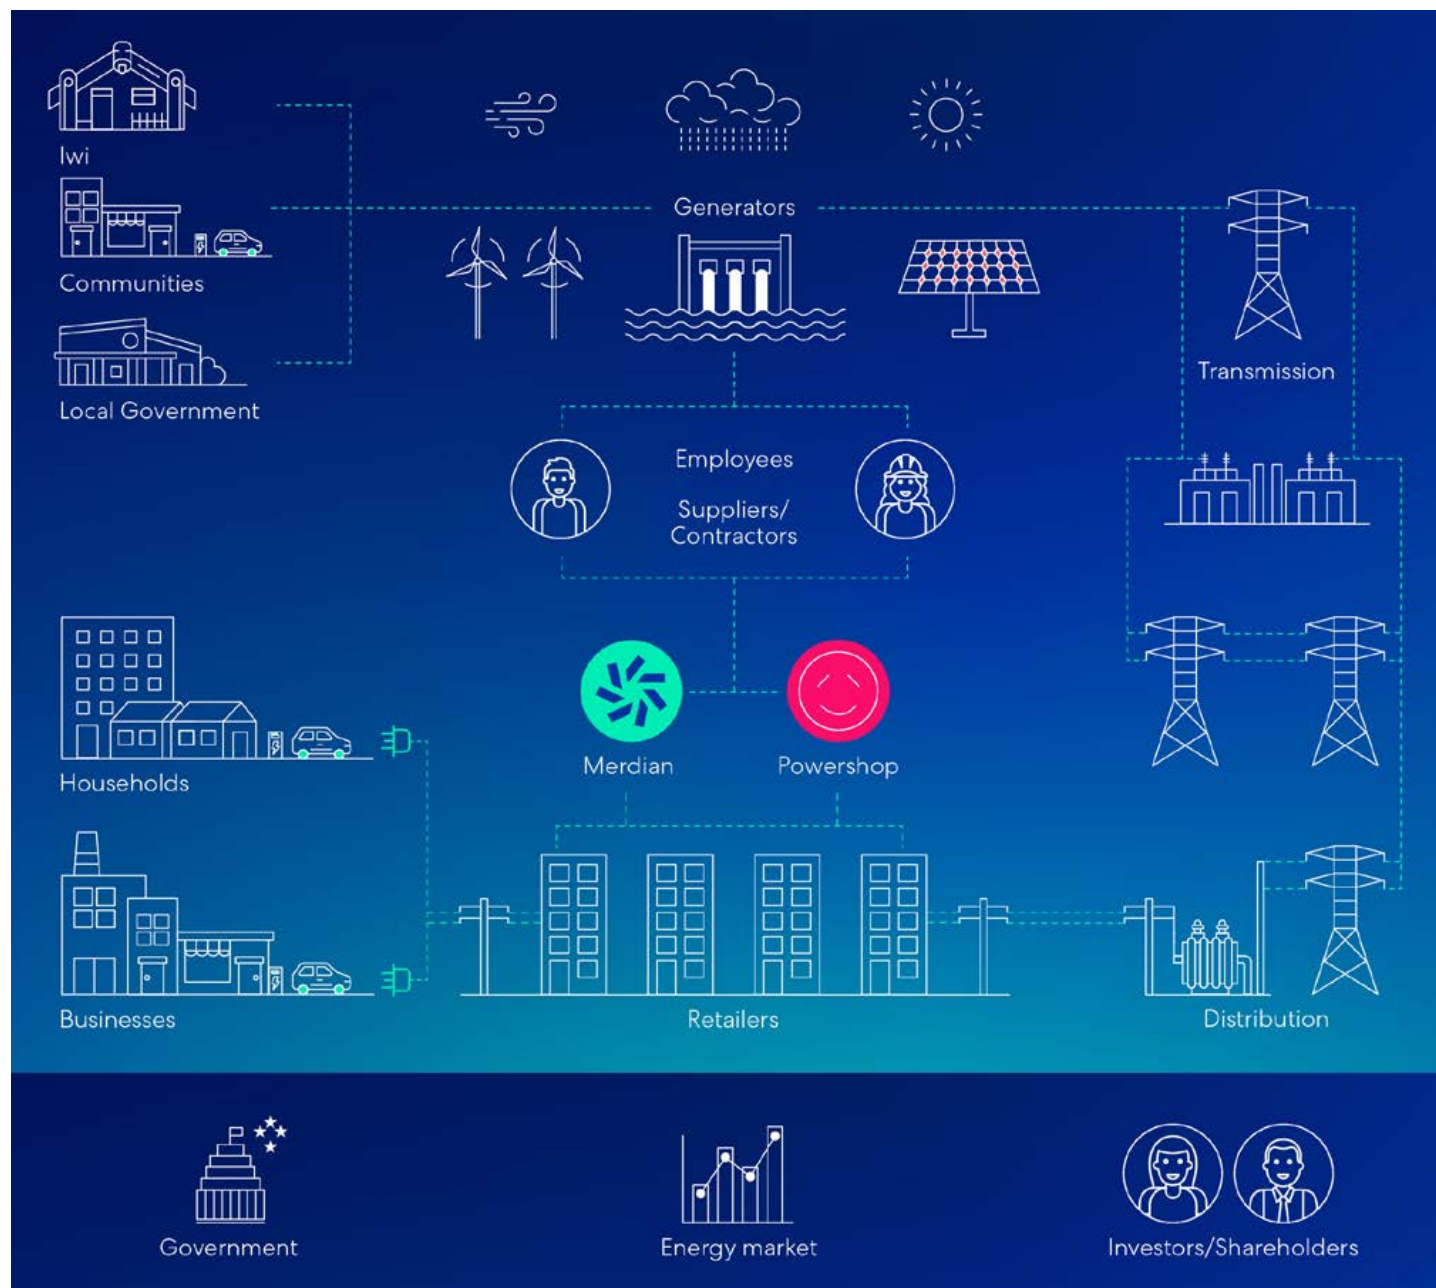 Iwi
Communities
Local Government
Generators
Transmission
Employees
Suppliers/
Contractors
Households
Merdian
Powershop
Businesses
Retailers
Distribution
Government
Energy market
Investors/Shareholders